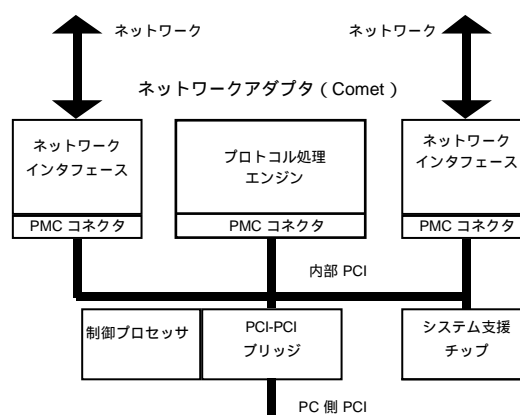 ネットワーク
ネットワーク
ネットワークアダプタ ( Comet )
ネットワーク
インタフェース
プロトコル処理
エンジン
ネットワーク
インタフェース
PMC コネクタ
PMC コネクタ
PMC コネクタ
内部 PCI
制御プロセッサ
PCI-PCI
ブリッジ
システム支援
チップ
PC 側 PCI